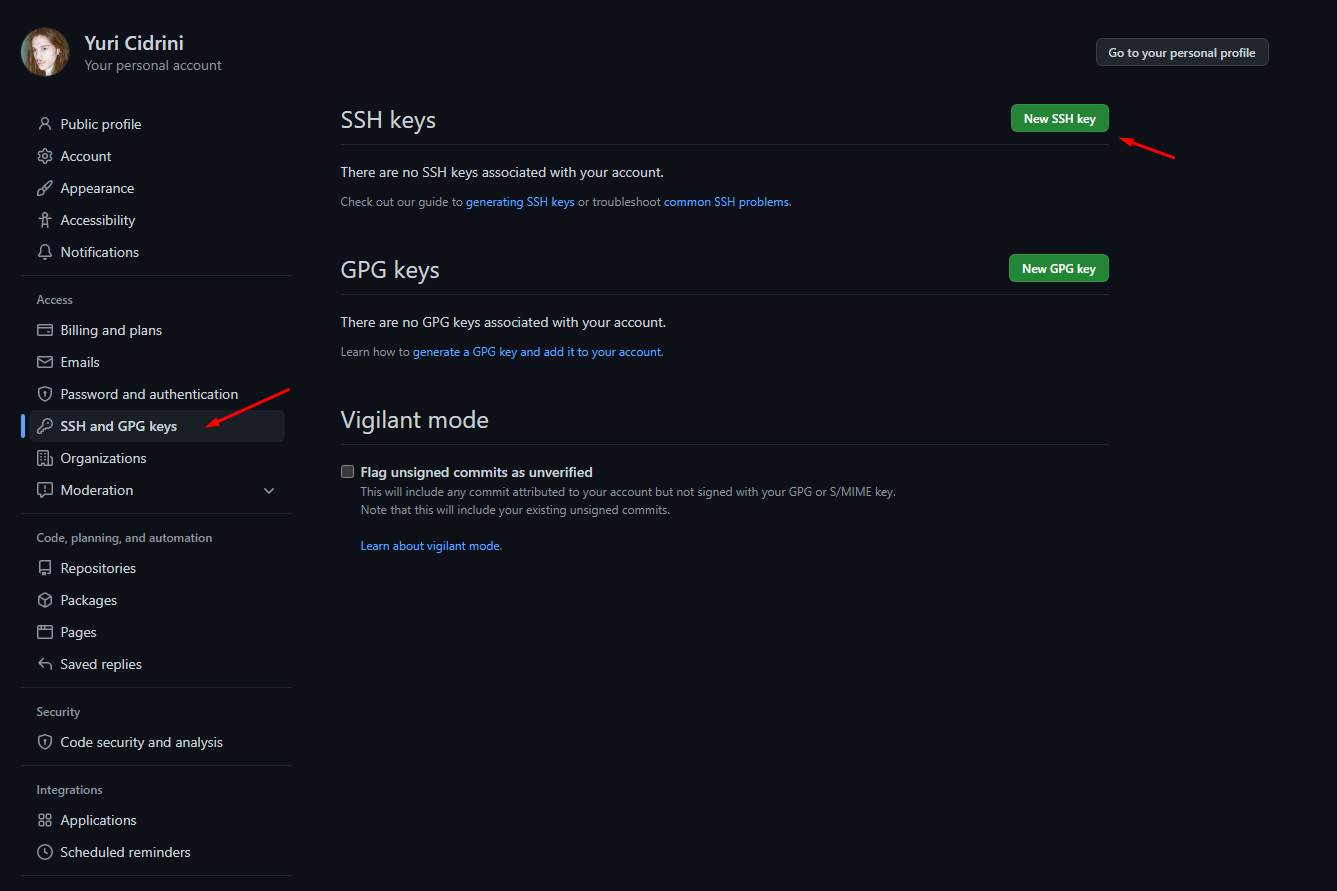 Yuri Cidrini
Your personal account
Go to your personal profile
Public profile
Account
Appearance
Accessibility
Notifications
Access
Billing and plans
Emails
Password and authentication
SSH and GPG keys
Organizations
Moderation
Code, planning, and automation
Repositories
Packages
Pages
Saved replies
Security
Code security and analysis
Integrations
Applications
Scheduled reminders
SSH keys
New SSH key
There are no SSH keys associated with your account.
Check out our guide to generating SSH keys or troubleshoot common SSH problems.
GPG keys
New GPG key
There are no GPG keys associated with your account.
Learn how to generate a GPG key and add it to your account.
Vigilant mode
Flag unsigned commits as unverified
This will include any commit attributed to your account but not signed with your GPG or S/MIME key.
Note that this will include your existing unsigned commits.
Learn about vigilant mode.